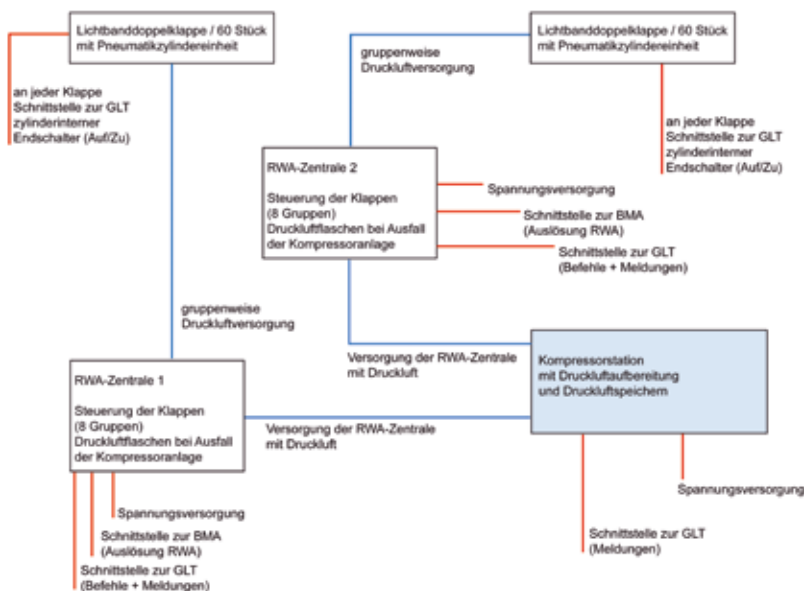 Lichtbanddoppelklappe / 60 Stück
mit Pneumatikzylindereinheit
gruppenweise
Druckluftversorgung
Lichtbanddoppelklappe / 60 Stück
mit Pneumatikzylindereinheit
an jeder Klappe
Schnittstelle zur GLT
zylinderinterner
Endschalter (Auf/Zu)
an jeder Klappe
Schnittstelle zur GLT
zylinderinterner
Endschalter (Auf/Zu)
RWA-Zentrale 2
Steuerung der Klappen
(8 Gruppen)
Druckluftflaschen bei Ausfall
der Kompressoranlage
Spannungsversorgung
Schnittstelle zur BMA
(Auslösung RWA)
Schnittstelle zur GLT
(Befehle + Meldungen)
gruppenweise
Druckluftversorgung
Versorgung der RWA-Zentrale
mit Druckluft
Kompressorstation
mit Druckluftaufbereitung
und Druckluftspeichern
RWA-Zentrale 1
Steuerung der Klappen
(8 Gruppen)
Druckluftflaschen bei Ausfall
der Kompressoranlage
Versorgung der RWA-Zentrale
mit Druckluft
Spannungsversorgung
Schnittstelle zur BMA
(Auslösung RWA)
Schnittstelle zur GLT
(Befehle + Meldungen)
Spannungsversorgung
Schnittstelle zur GLT
(Meldungen)